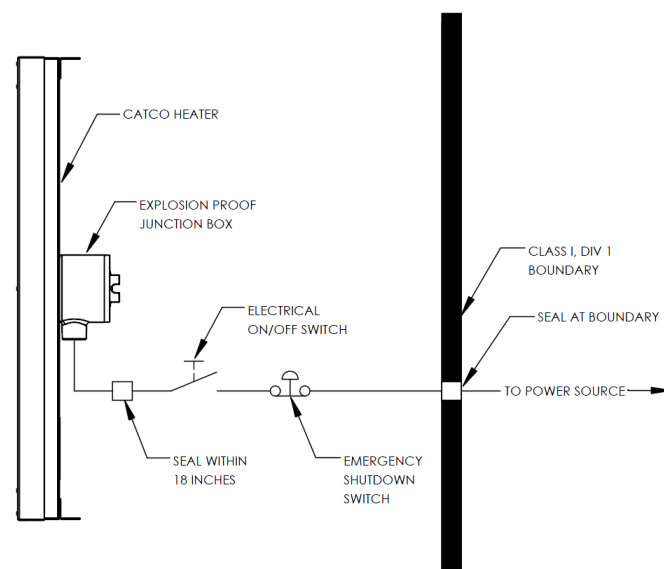 CATCO HEATER
EXPLOSION PROOF
JUNCTION BOX
CLASS I, DIV 1
BOUNDARY
ELECTRICAL
ON/OFF SWITCH
SEAL AT BOUNDARY
TO POWER SOURCE
SEAL WITHIN
18 INCHES
EMERGENCY
SHUTDOWN
SWITCH